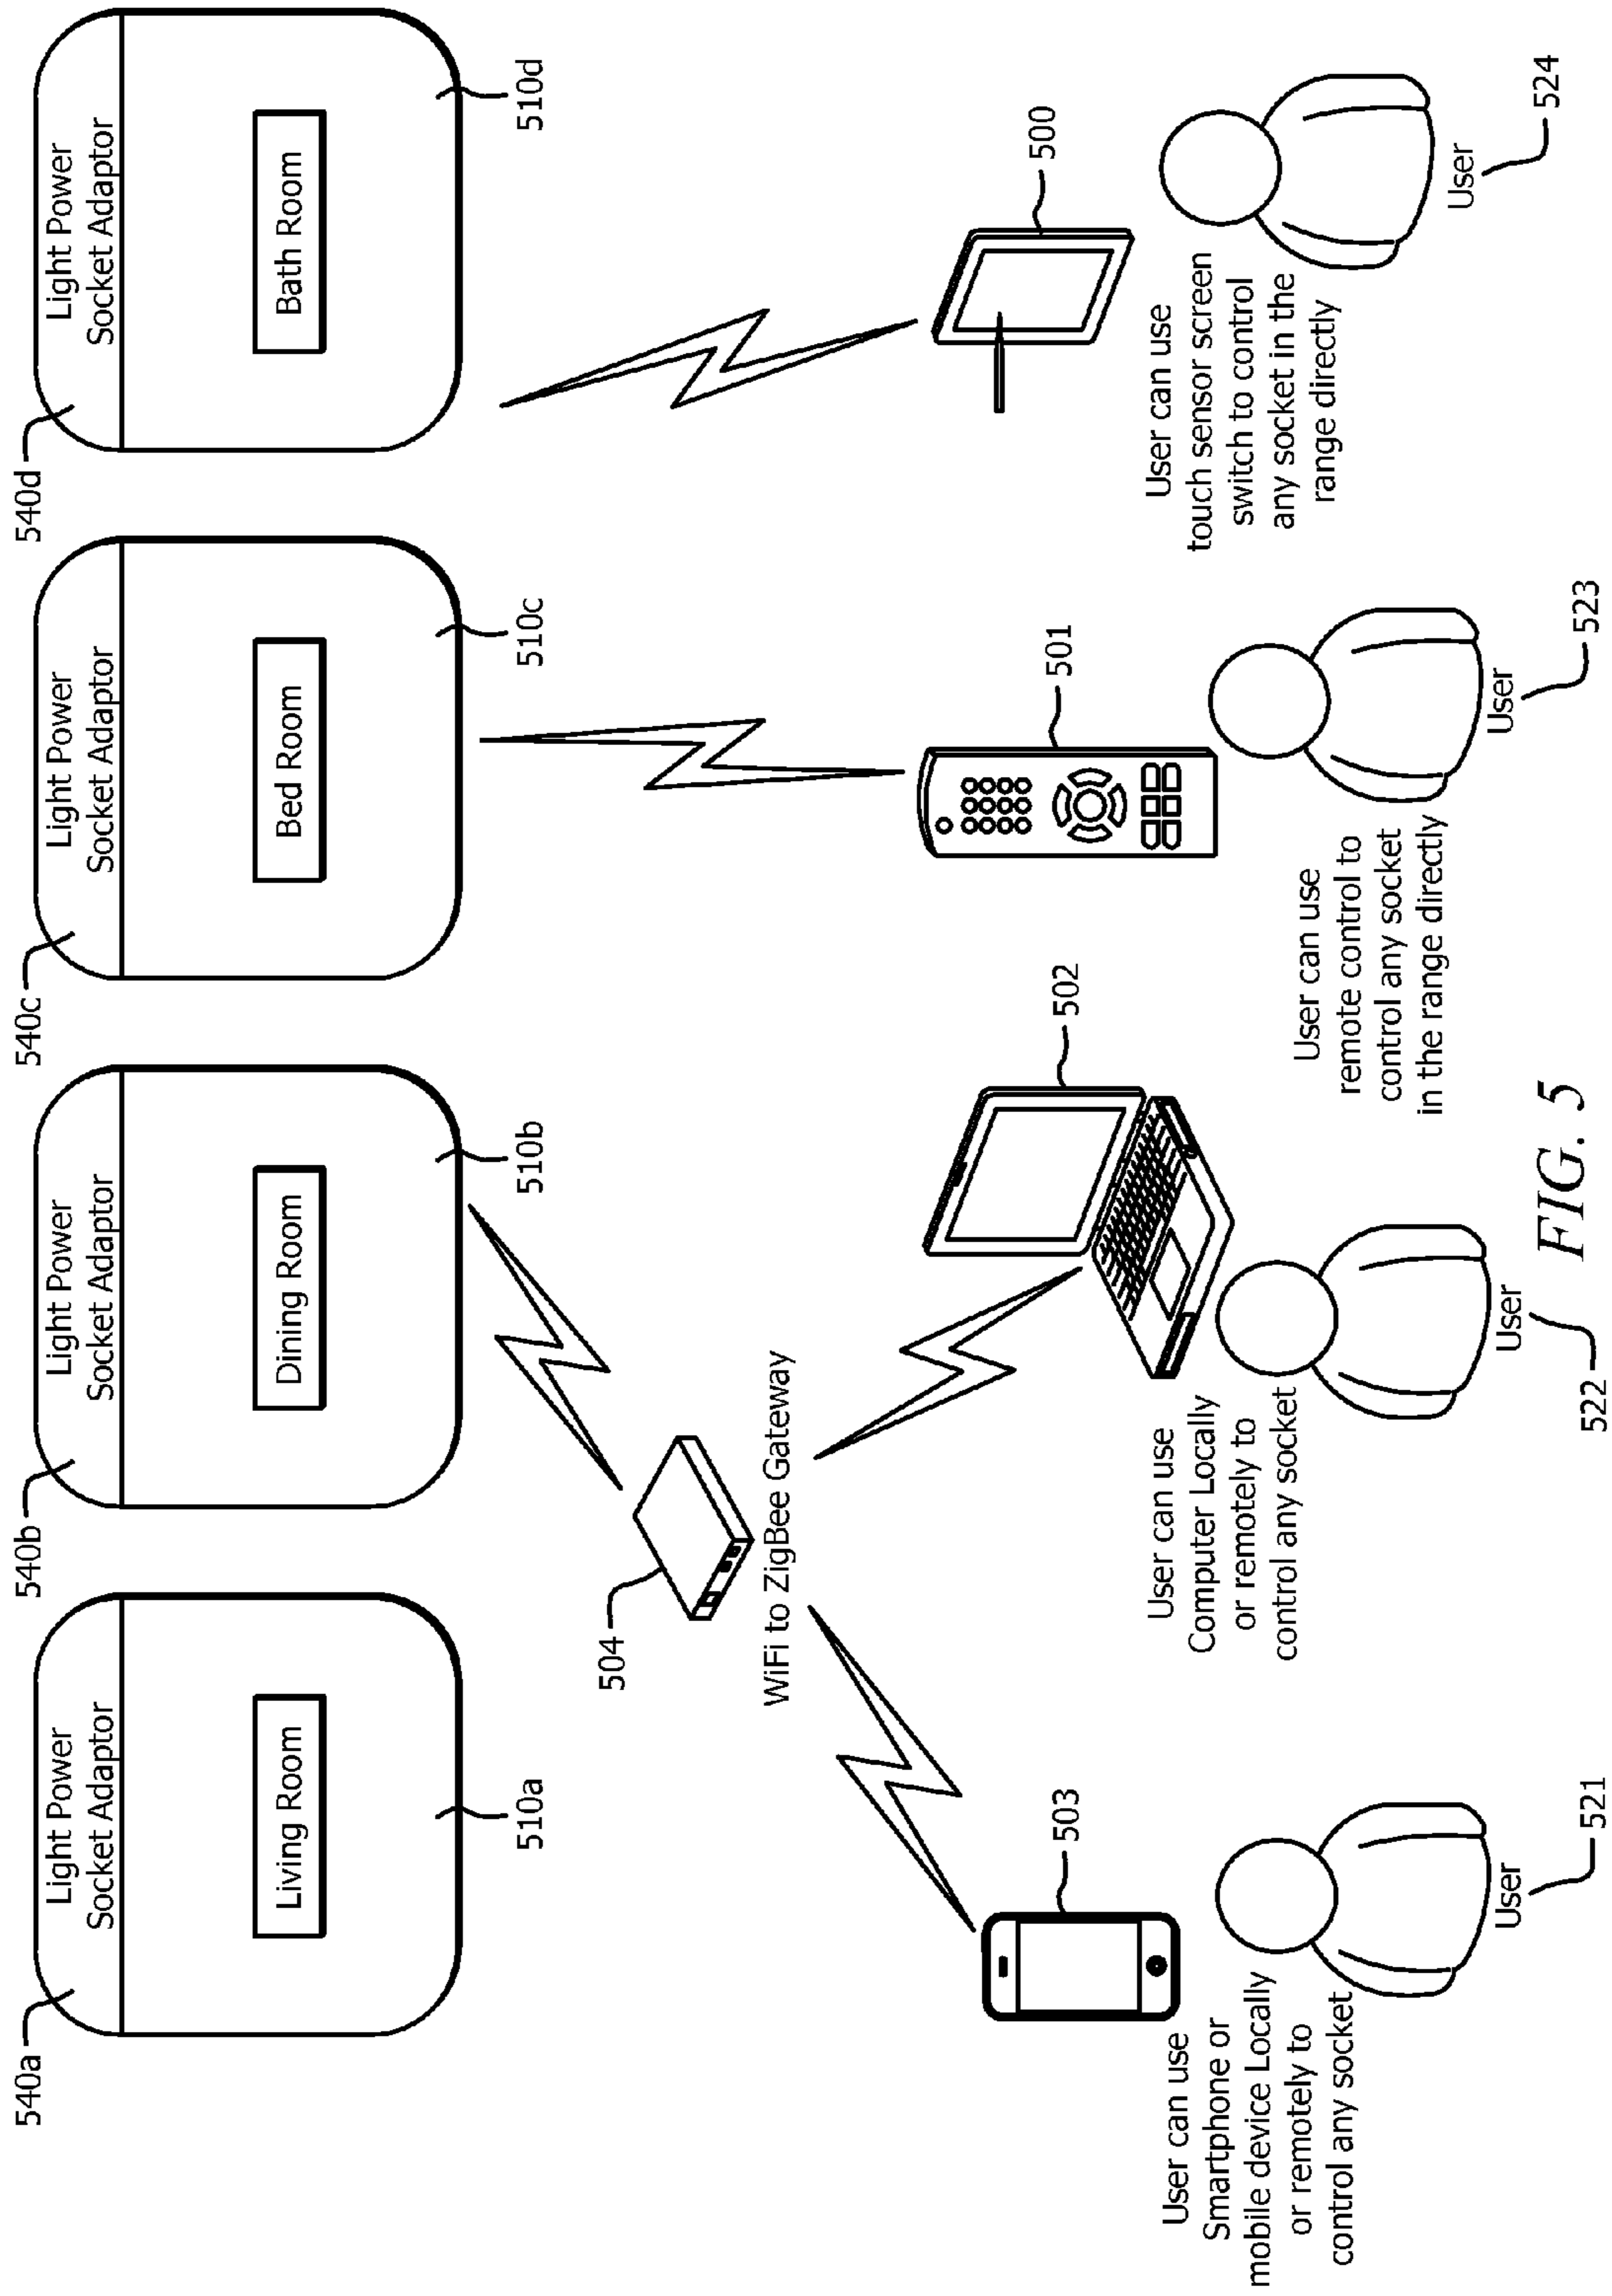 540a
Light Power
Socket Adaptor
Living Room
510a
540b
Light Power
Socket Adaptor
Dining Room
510b
540c
Light Power
Socket Adaptor
Bed Room
510c
540d
Light Power
Socket Adaptor
Bath Room
510d
504
WiFi to ZigBee Gateway
503
User can use
Smartphone or
mobile device Locally
or remotely to
control any socket
User
521
502
User can use
Computer Locally
or remotely to
control any socket
User
522
501
User can use
remote control to
control any socket
in the range directly
User
523
500
User can use
touch sensor screen
switch to control
any socket in the
range directly
User
524
FIG. 5